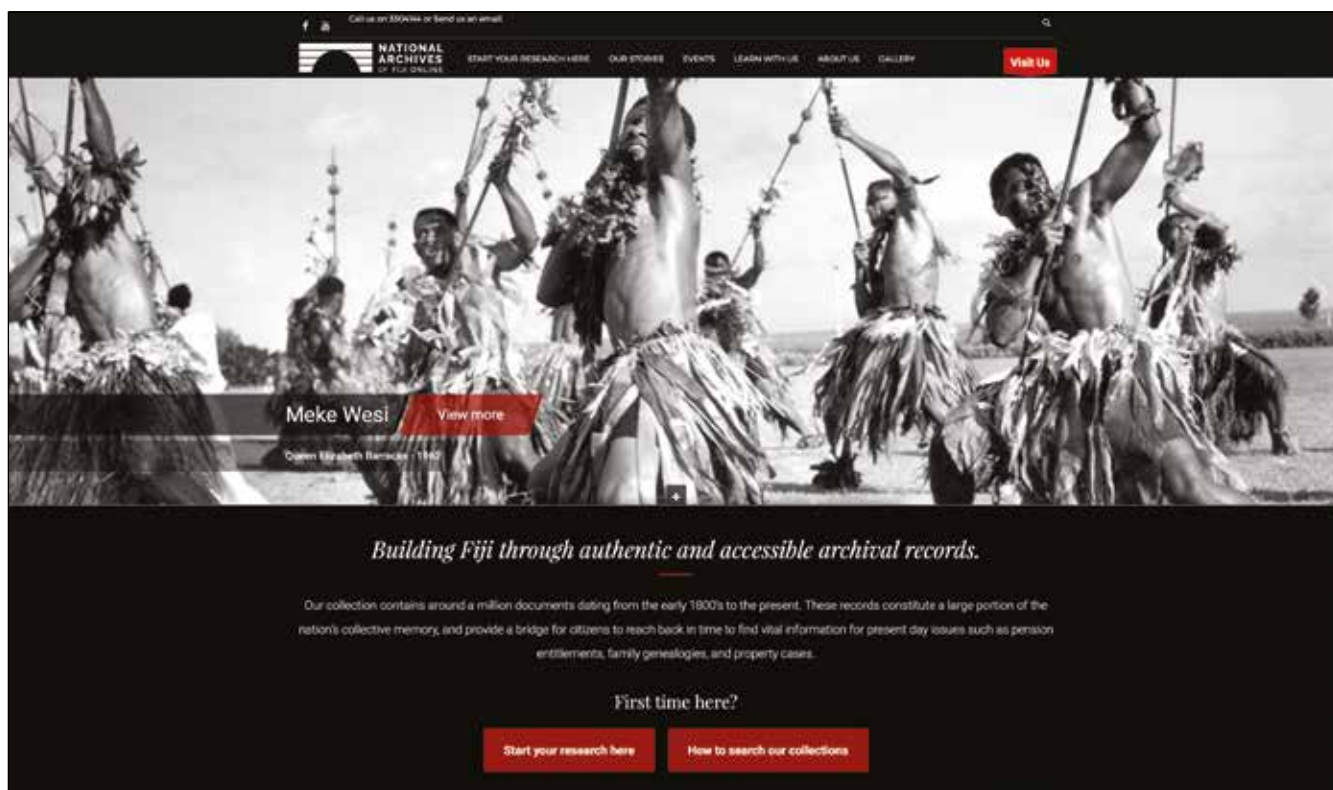 Call us on 3304144 or Send us an email.
NATIONAL
ARCHIVES
OF FIJI ONLINE
START YOUR RESEARCH HERE
OUR STORIES
EVENTS
LEARN WITH US
ABOUT US
GALLERY
Visit Us
Meke Wesi
View more
Queen Elizabeth Barracks - 1962
Building Fiji through authentic and accessible archival records.
Our collection contains around a million documents dating from the early 1800's to the present. These records constitute a large portion of the
nation's collective memory, and provide a bridge for citizens to reach back in time to find vital information for present day issues such as pension
entitlements, family genealogies, and property cases.
First time here?
Start your research here
How to search our collections